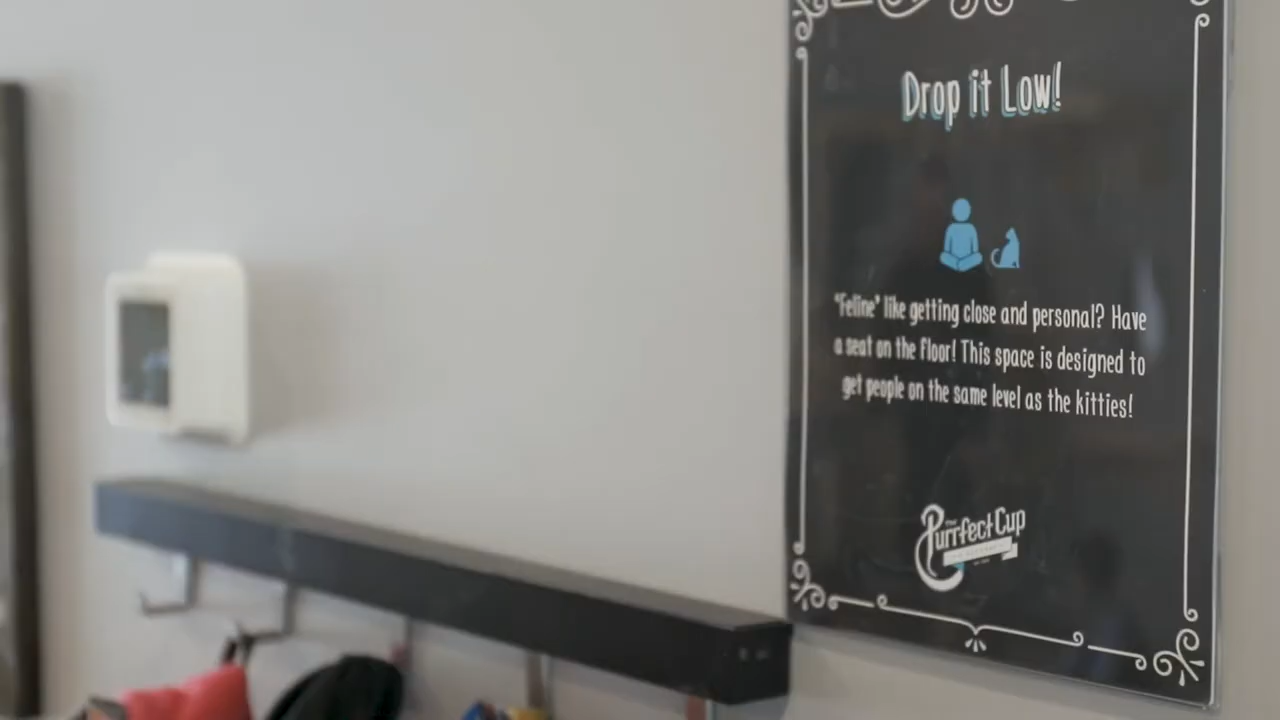 Drop it Low!
"Feline" like getting close and personal? Have
a seat on the floor! This space is designed to
get people on the same level as the kitties!
The
Purrfect Cup